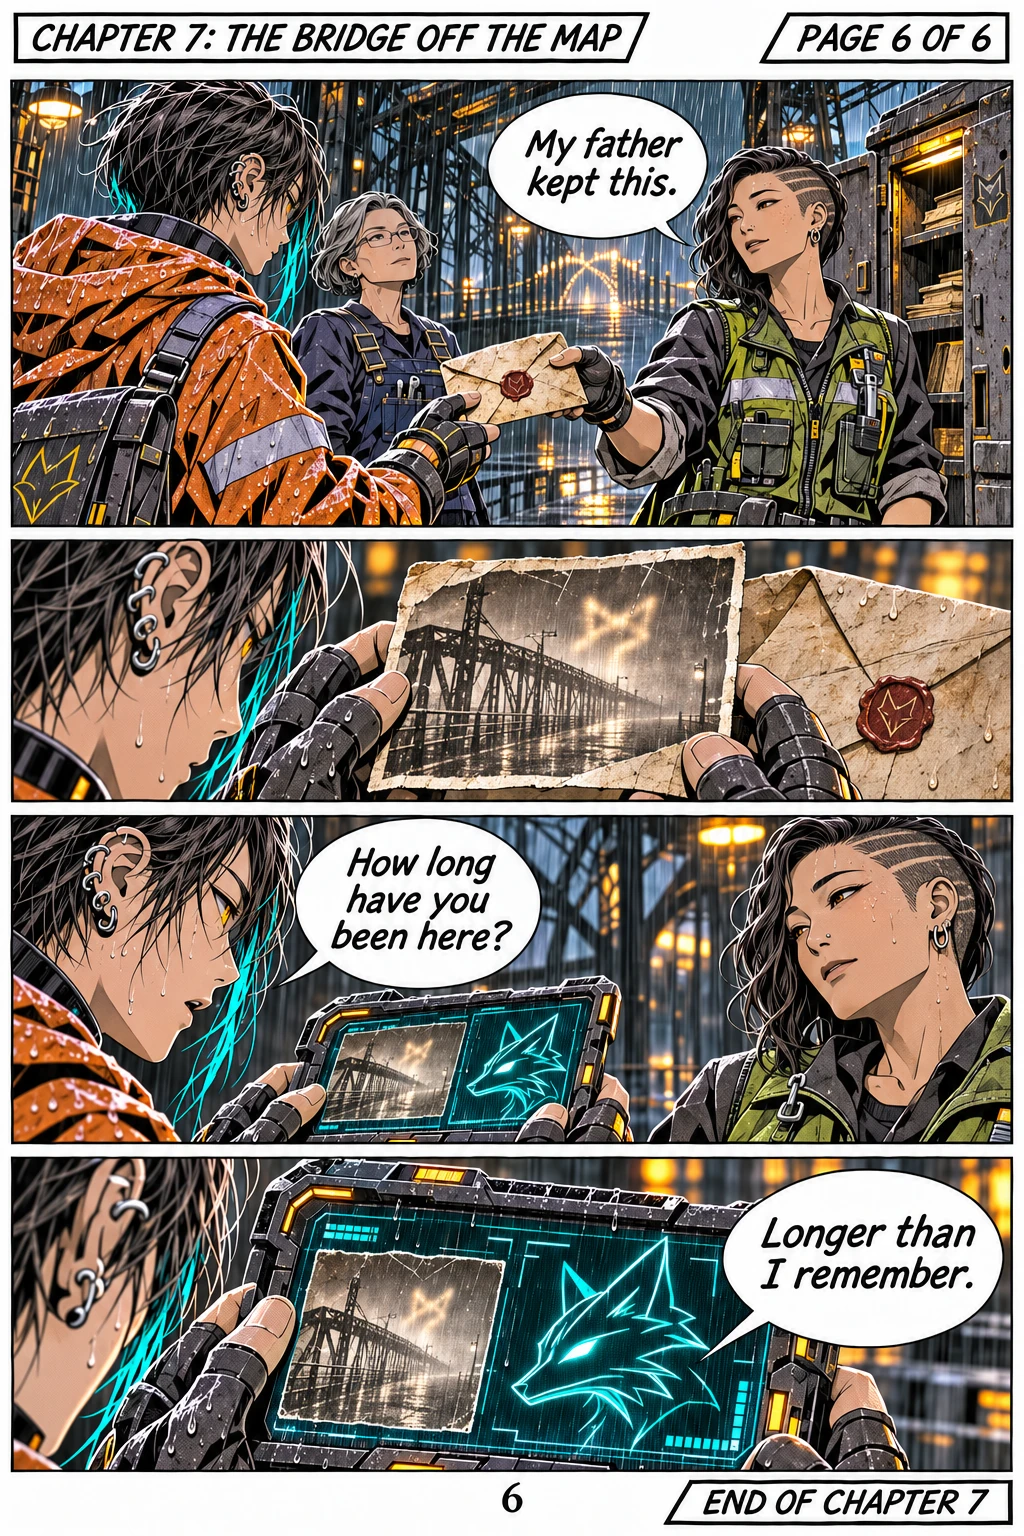 CHAPTER 7: THE BRIDGE OFF THE MAP
PAGE 6 OF 6
My father
kept this.
How long
have you
been here?
Longer than
I remember.
6
END OF CHAPTER 7